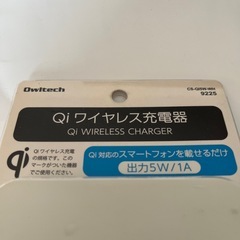 Owltech
CX-QI5W-WH
9225
Qi ワイヤレス充電器
Qi WIRELESS CHARGER
qi
Qi ワイヤレス充電
の規格です。この
マークがついた機器
でご使用ください。
Qi 対応のスマートフォンを載せるだけ
出力5W/1A